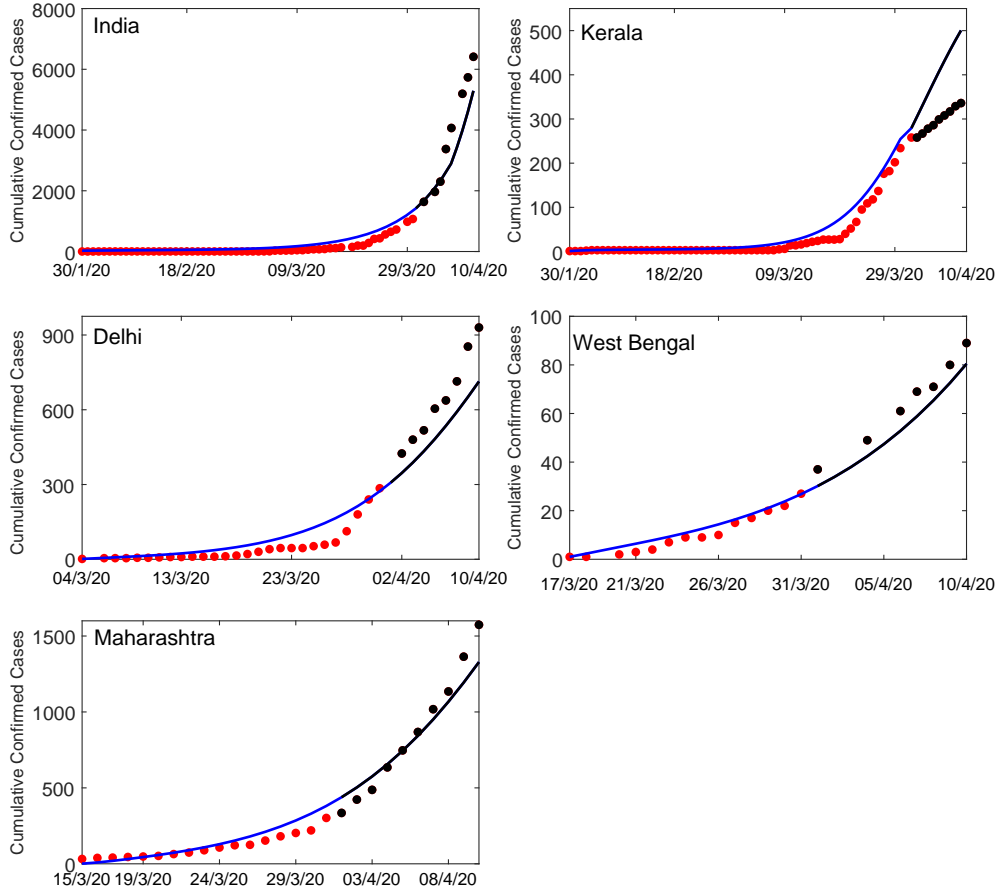 India
Cumulative Confirmed Cases
8000
6000
4000
2000
0
30/1/20 18/2/20 09/3/20 29/3/20 10/4/20
Kerala
Cumulative Confirmed Cases
500
400
300
200
100
0
30/1/20 18/2/20 09/3/20 29/3/20 10/4/20
Delhi
Cumulative Confirmed Cases
900
600
300
0
04/3/20 13/3/20 23/3/20 02/4/20 10/4/20
West Bengal
Cumulative Confirmed Cases
100
80
60
40
20
0
17/3/20 21/3/20 26/3/20 31/3/20 05/4/20 10/4/20
Maharashtra
Cumulative Confirmed Cases
1500
1000
500
0
15/3/20 19/3/20 24/3/20 29/3/20 03/4/20 08/4/20